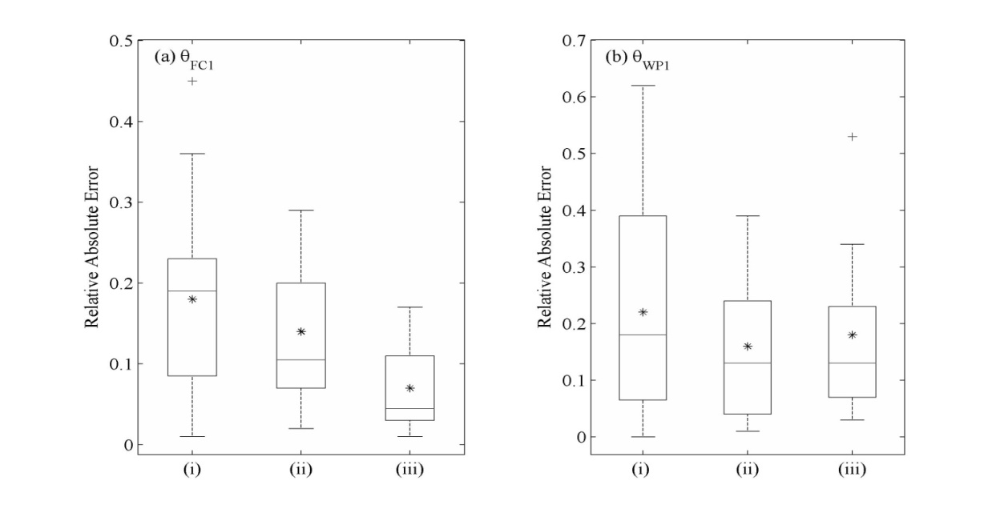 (a) θFC1
Relative Absolute Error
0.5
0.4
0.3
0.2
0.1
0
(i) (ii) (iii)
(b) θWP1
Relative Absolute Error
0.7
0.6
0.5
0.4
0.3
0.2
0.1
0
(i) (ii) (iii)